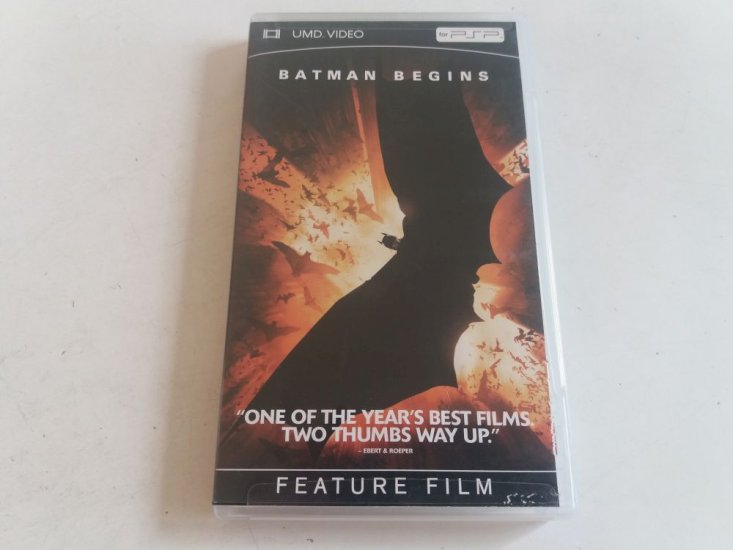 UMD. VIDEO
for PSP
BATMAN BEGINS
"ONE OF THE YEAR'S BEST FILMS.
TWO THUMBS WAY UP."
– EBERT & ROEPER
FEATURE FILM